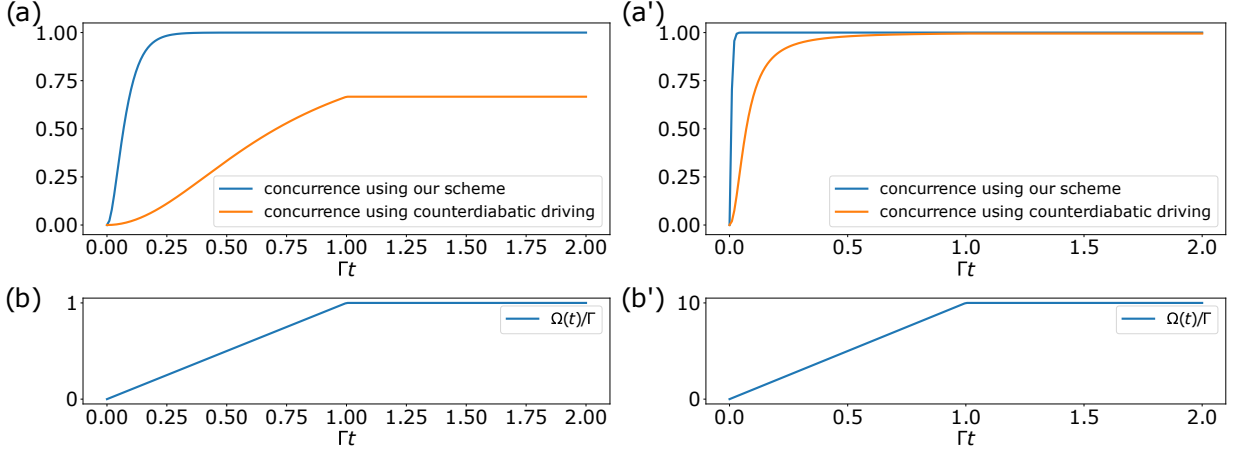 (a)
1.00
0.75
0.50
0.25
0.00
concurrence using our scheme
concurrence using counterdiabatic driving
0.00 0.25 0.50 0.75 1.00 1.25 1.50 1.75 2.00
Γt
(a')
1.00
0.75
0.50
0.25
0.00
concurrence using our scheme
concurrence using counterdiabatic driving
0.0 0.5 1.0 1.5 2.0
Γt
(b)
1
0
Ω(t)/Γ
0.00 0.25 0.50 0.75 1.00 1.25 1.50 1.75 2.00
Γt
(b')
10
0
Ω(t)/Γ
0.0 0.5 1.0 1.5 2.0
Γt